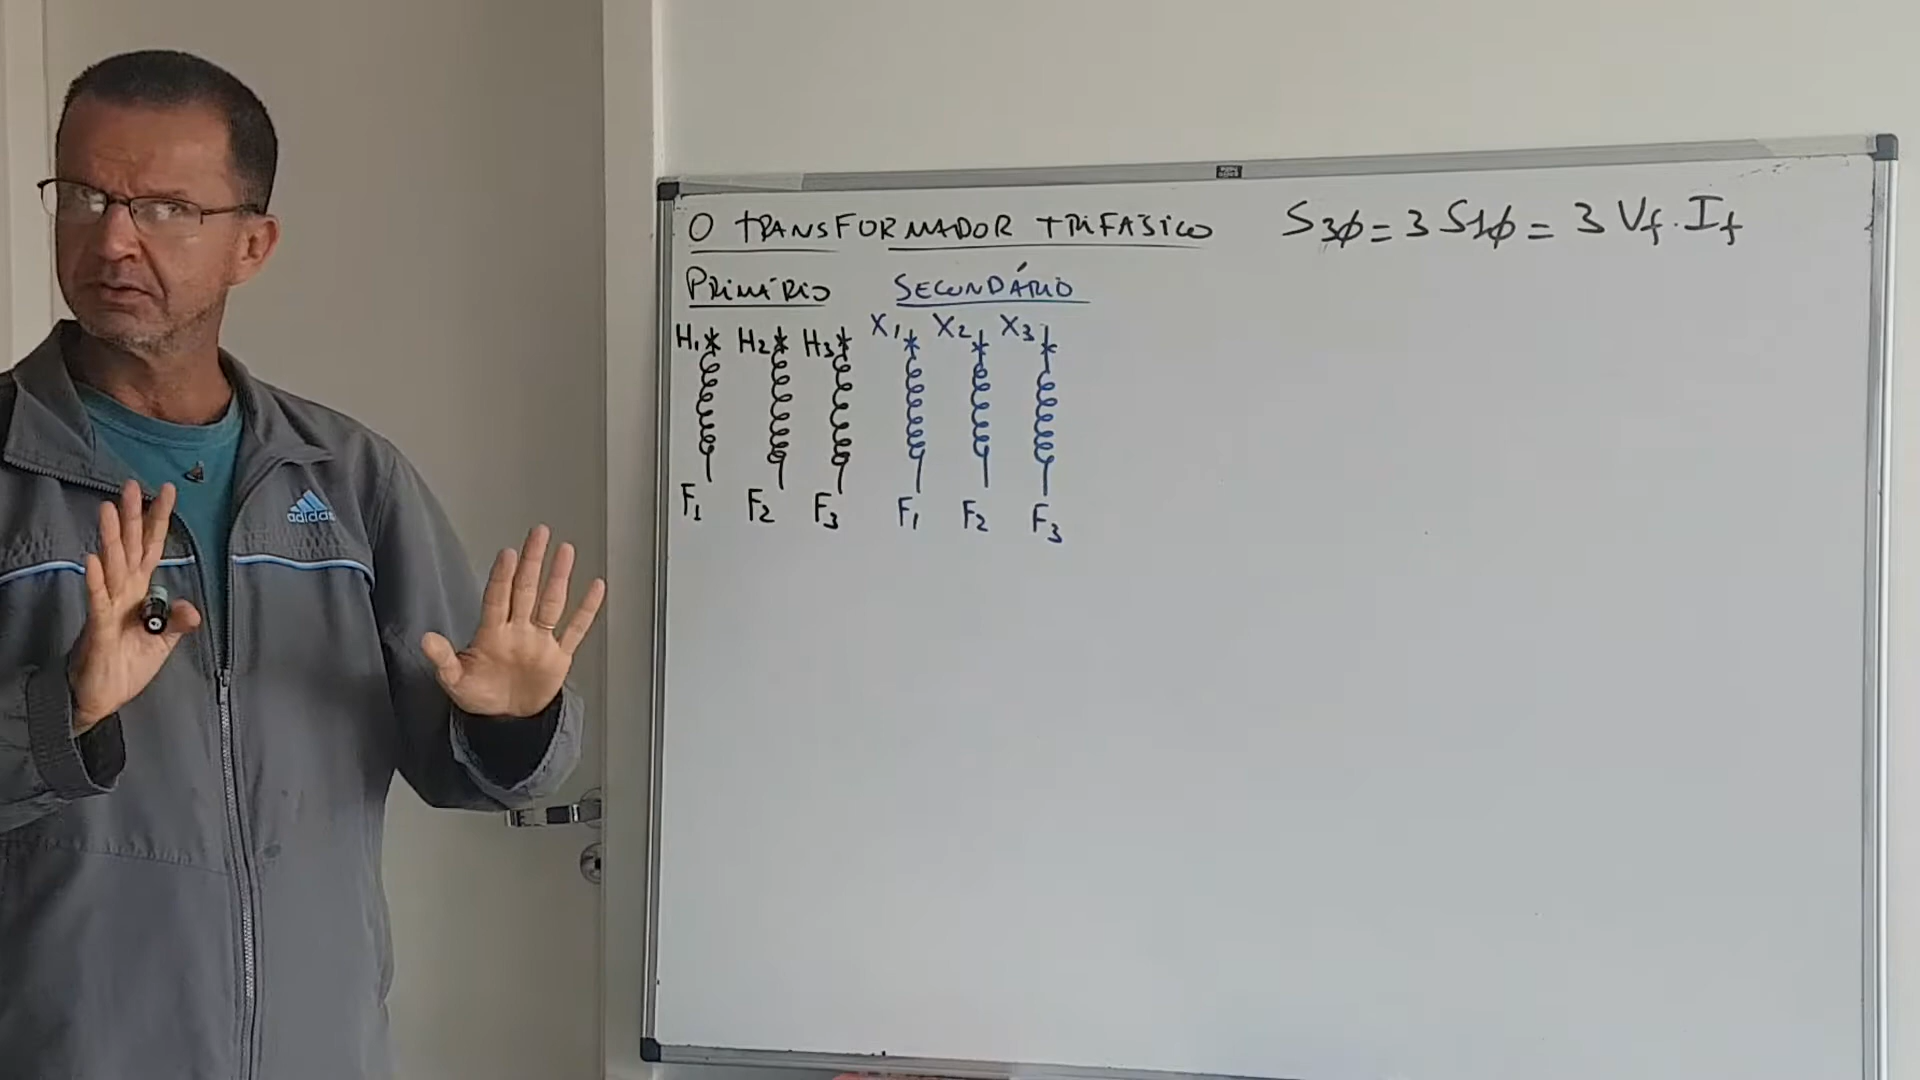 O TRANSFORMADOR TRIFÁSICO
S3ϕ = 3 S1ϕ = 3 Vf . If
PRIMÁRIO SECUNDÁRIO
H1* H2* H3* X1* X2* X3*
F1 F2 F3 F1 F2 F3
adidas